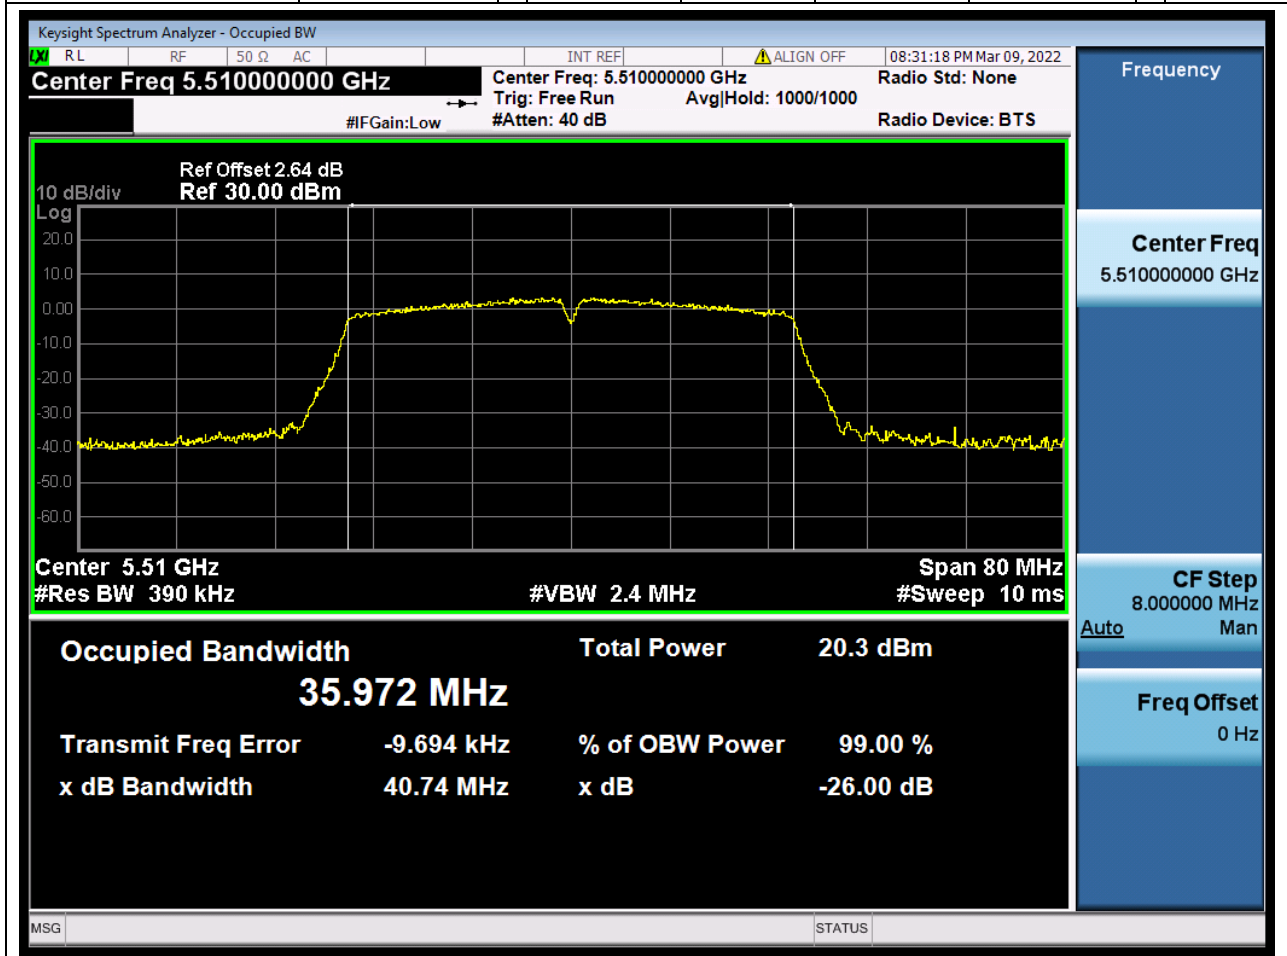 Keysight Spectrum Analyzer - Occupied BW
LXI RL RF 50 Ω AC INT REF ALIGN OFF 08:31:18 PM Mar 09, 2022
Center Freq 5.510000000 GHz
Center Freq: 5.510000000 GHz
Radio Std: None
Trig: Free Run Avg|Hold: 1000/1000
#IFGain:Low
#Atten: 40 dB
Radio Device: BTS
Ref Offset 2.64 dB
10 dB/div Ref 30.00 dBm
Log
20.0
10.0
0.00
-10.0
-20.0
-30.0
-40.0
-50.0
-60.0
Center 5.51 GHz Span 80 MHz
#Res BW 390 kHz #VBW 2.4 MHz #Sweep 10 ms
Occupied Bandwidth Total Power 20.3 dBm
35.972 MHz
Transmit Freq Error -9.694 kHz % of OBW Power 99.00 %
x dB Bandwidth 40.74 MHz x dB -26.00 dB
MSG STATUS
Frequency
Center Freq
5.510000000 GHz
CF Step
8.000000 MHz
Auto Man
Freq Offset
0 Hz